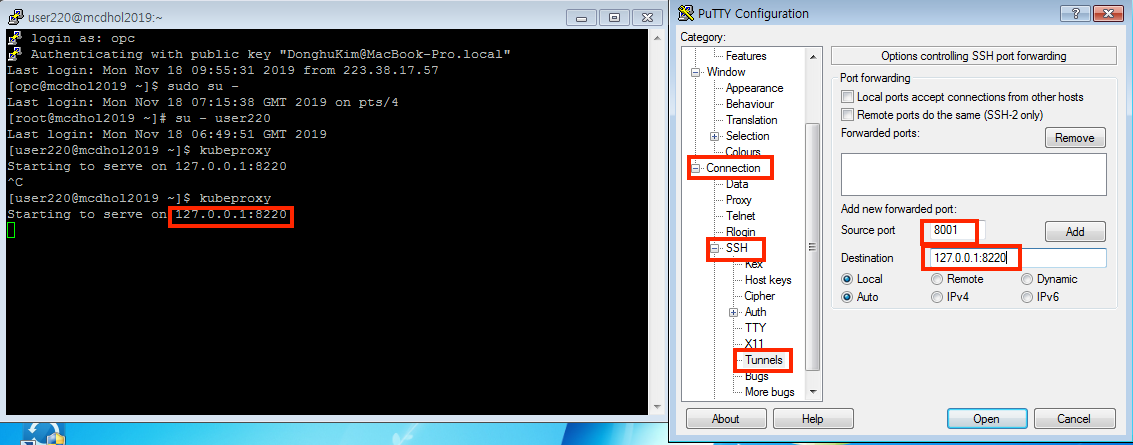 user220@mcdhol2019:~
login as: opc
Authenticating with public key "DonghuKim@MacBook-Pro.local"
Last login: Mon Nov 18 09:55:31 2019 from 223.38.17.57
[opc@mcdhol2019 ~]$ sudo su -
Last login: Mon Nov 18 07:15:38 GMT 2019 on pts/4
[root@mcdhol2019 ~]# su - user220
Last login: Mon Nov 18 06:49:51 GMT 2019
[user220@mcdhol2019 ~]$ kubeproxy
Starting to serve on 127.0.0.1:8220
^C
[user220@mcdhol2019 ~]$ kubeproxy
Starting to serve on 127.0.0.1:8220
PuTTY Configuration
Category:
Features
Window
Appearance
Behaviour
Translation
Selection
Colours
Connection
Data
Proxy
Telnet
Rlogin
SSH
Kex
Host keys
Cipher
Auth
TTY
X11
Tunnels
Bugs
More bugs
Options controlling SSH port forwarding
Port forwarding
Local ports accept connections from other hosts
Remote ports do the same (SSH-2 only)
Forwarded ports:
Remove
Add new forwarded port:
Source port 8001 Add
Destination 127.0.0.1:8220
Local Remote Dynamic
Auto IPv4 IPv6
About Help Open Cancel